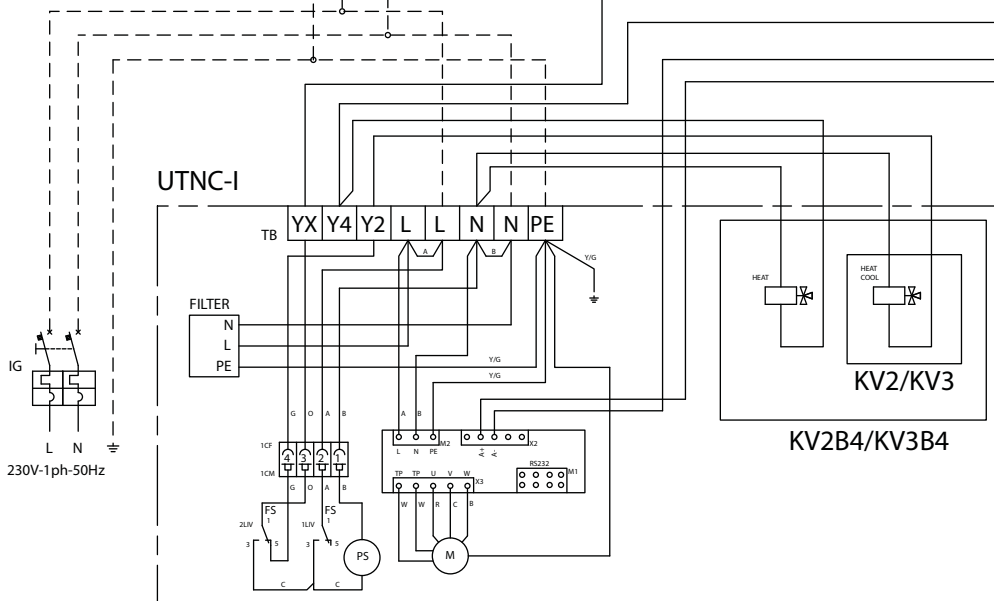 UTNC-I
TB
YX Y4 Y2 L L N N PE
A
B
Y/G
FILTER
N
L
PE
Y/G
Y/G
HEAT
HEAT
COOL
KV2/KV3
KV2B4/KV3B4
IG
L N
230V-1ph-50Hz
G O A B
1CF
4 3 2 1
1CM
G O A B
A B
M2
L N PE
X2
A+ A-
RS232
M1
TP TP U V W
X3
W W R C B
M
FS
1
2LIV
3 5
FS
1
1LIV
3 5
PS
C C